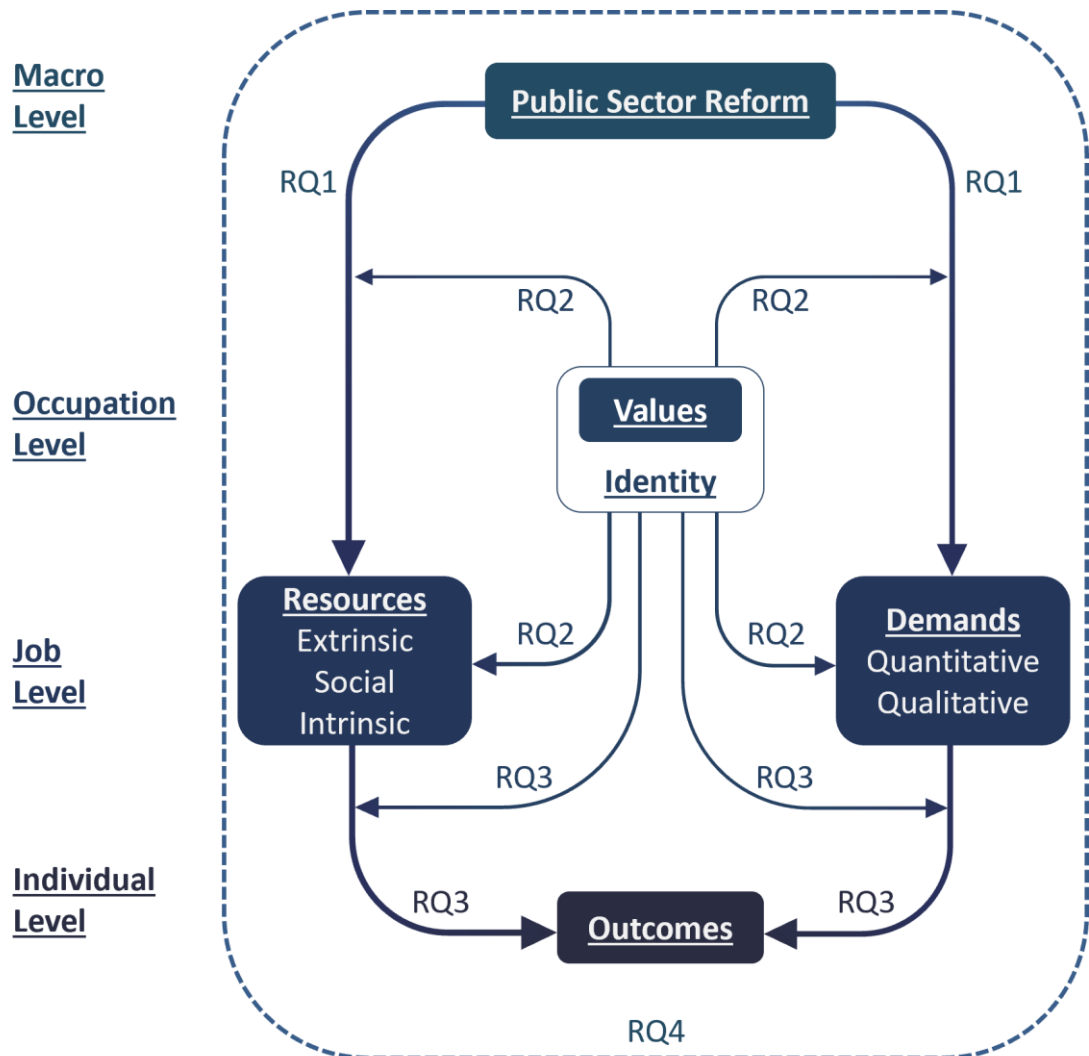 Macro
Level
Public Sector Reform
RQ1
RQ1
RQ2
RQ2
Occupation
Level
Values
Identity
Job
Level
Resources
Extrinsic
Social
Intrinsic
RQ2
RQ2
Demands
Quantitative
Qualitative
RQ3
RQ3
Individual
Level
RQ3
Outcomes
RQ3
RQ4